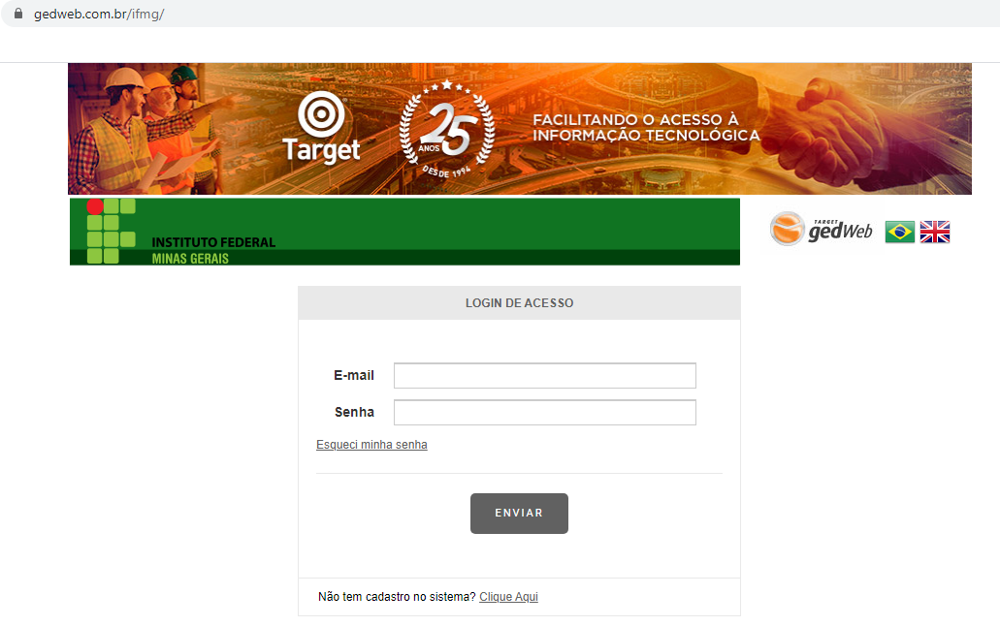 gedweb.com.br/ifmg/
Target
25
ANOS
DESDE 1994
FACILITANDO O ACESSO À
INFORMAÇÃO TECNOLÓGICA
INSTITUTO FEDERAL
MINAS GERAIS
TARGET
gedWeb
LOGIN DE ACESSO
E-mail
Senha
Esqueci minha senha
ENVIAR
Não tem cadastro no sistema? Clique Aqui